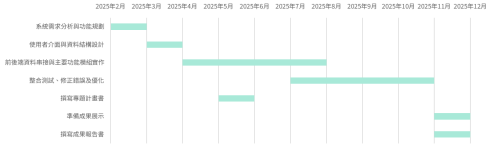 2025年2月 2025年3月 2025年4月 2025年5月 2025年6月 2025年7月 2025年8月 2025年9月 2025年10月 2025年11月 2025年12月
系統需求分析與功能規劃
使用者介面與資料結構設計
前後端資料串接與主要功能模組實作
整合測試、修正錯誤及優化
撰寫專題計畫書
準備成果展示
撰寫成果報告書